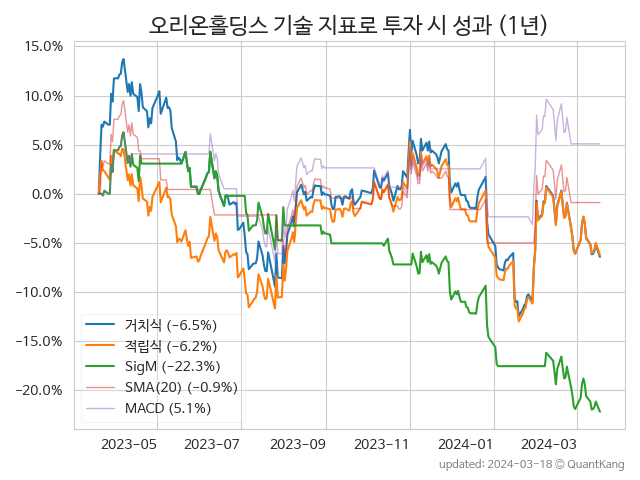 오리온홀딩스 기술 지표로 투자 시 성과 (1년)
15.0%
10.0%
5.0%
0.0%
−5.0%
−10.0%
−15.0%
−20.0%
거치식 (−6.5%)
적립식 (−6.2%)
SigM (−22.3%)
SMA(20) (−0.9%)
MACD (5.1%)
2023-05 2023-07 2023-09 2023-11 2024-01 2024-03
updated: 2024-03-18 © QuantKang